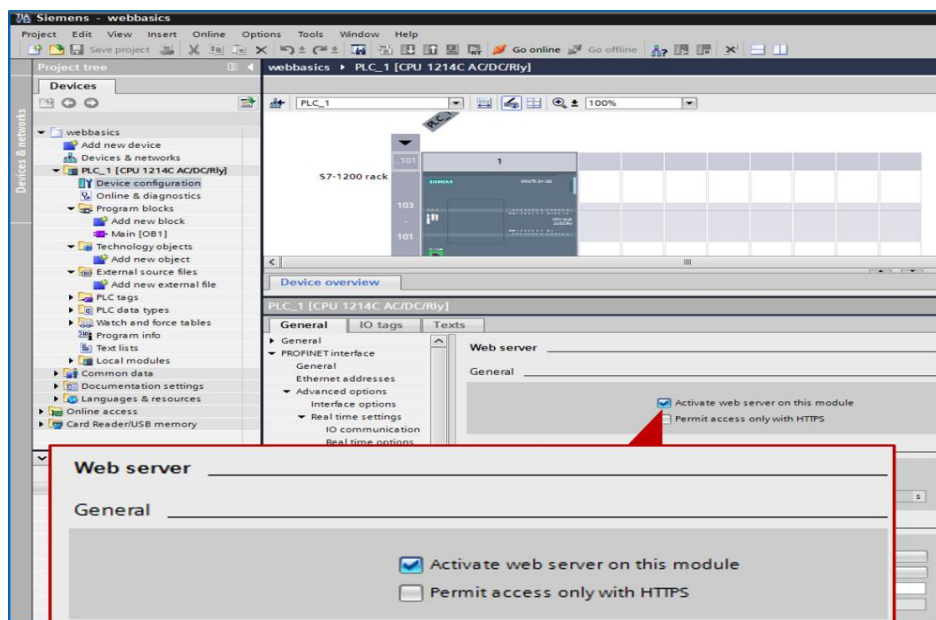 Siemens - webbasics
Project Edit View Insert Online Options Tools Window Help
Save project Go online Go offline
Project tree
webbasics PLC_1 [CPU 1214C AC/DC/Rly]
Devices
PLC_1 100%
Devices & networks
webbasics
Add new device
Devices & networks
PLC_1 [CPU 1214C AC/DC/Rly]
Device configuration
Online & diagnostics
Program blocks
Add new block
Main [OB1]
Technology objects
Add new object
External source files
Add new external file
PLC tags
PLC data types
Watch and force tables
Program info
Text lists
Local modules
Common data
Documentation settings
Languages & resources
Online access
Card Reader/USB memory
PLC_1
101 1
S7-1200 rack
SIEMENS
103
101
Device overview
PLC_1 [CPU 1214C AC/DC/Rly]
General IO tags Texts
General
PROFINET interface
General
Ethernet addresses
Advanced options
Interface options
Real time settings
IO communication
Real time options
Web server
General
Activate web server on this module
Permit access only with HTTPS
s
Web server
General
Activate web server on this module
Permit access only with HTTPS